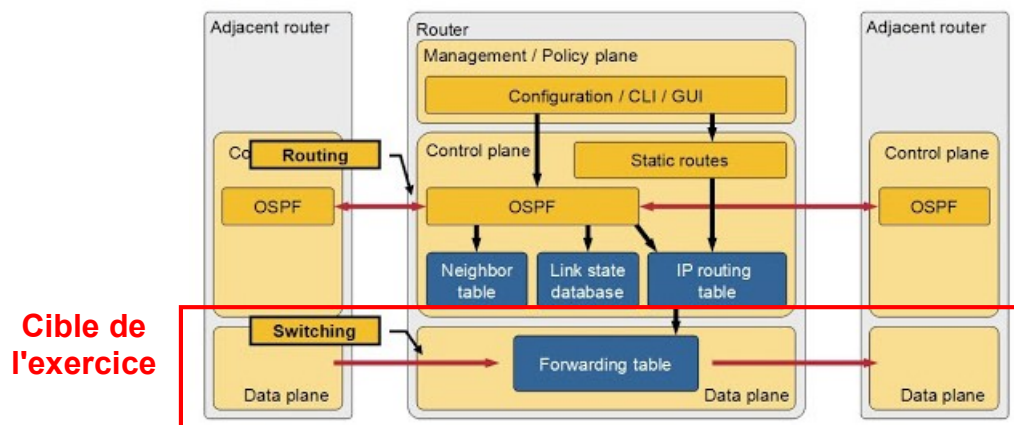 Adjacent router
Router
Adjacent router
Management / Policy plane
Configuration / CLI / GUI
Co
Routing
Control plane
Static routes
Control plane
OSPF
OSPF
OSPF
Neighbor
table
Link state
database
IP routing
table
Cible de
l'exercice
Switching
Forwarding table
Data plane
Data plane
Data plane